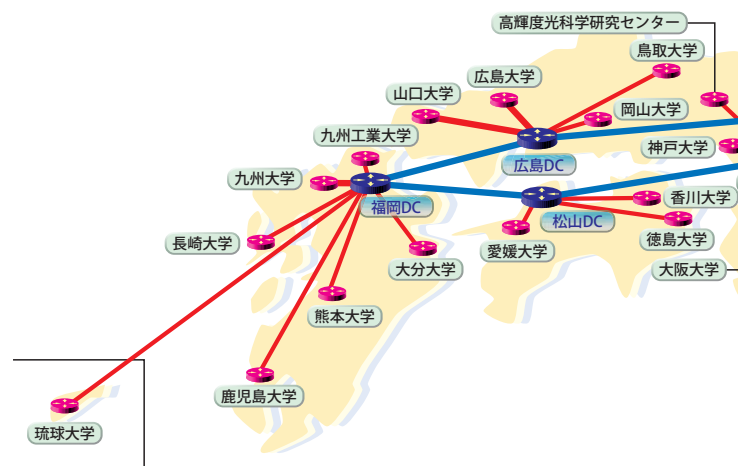 高輝度光科学研究センター
鳥取大学
広島大学
山口大学
岡山大学
九州工業大学
神戸大学
広島DC
九州大学
福岡DC
香川大学
松山DC
徳島大学
長崎大学
愛媛大学
大分大学
大阪大学
熊本大学
鹿児島大学
琉球大学